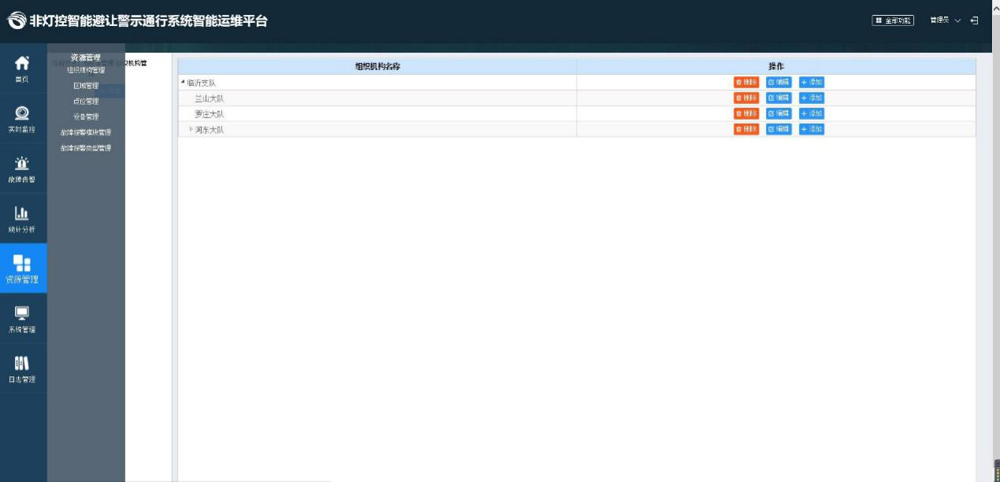 非灯控智能避让警示通行系统智能运维平台
全部功能
管理员
首页
实时监控
故障告警
统计分析
资源管理
系统管理
日志管理
资源管理
组织结构管理
区域管理
点位管理
设备管理
故障报警模块管理
故障报警类型管理
织机构管
组织机构名称 操作
临沂支队 删除 编辑 添加
兰山大队 删除 编辑 添加
罗庄大队 删除 编辑 添加
河东大队 删除 编辑 添加